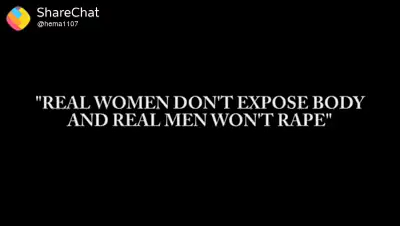 ShareChat
@hema1107
"REAL WOMEN DON'T EXPOSE BODY
AND REAL MEN WON'T RAPE"